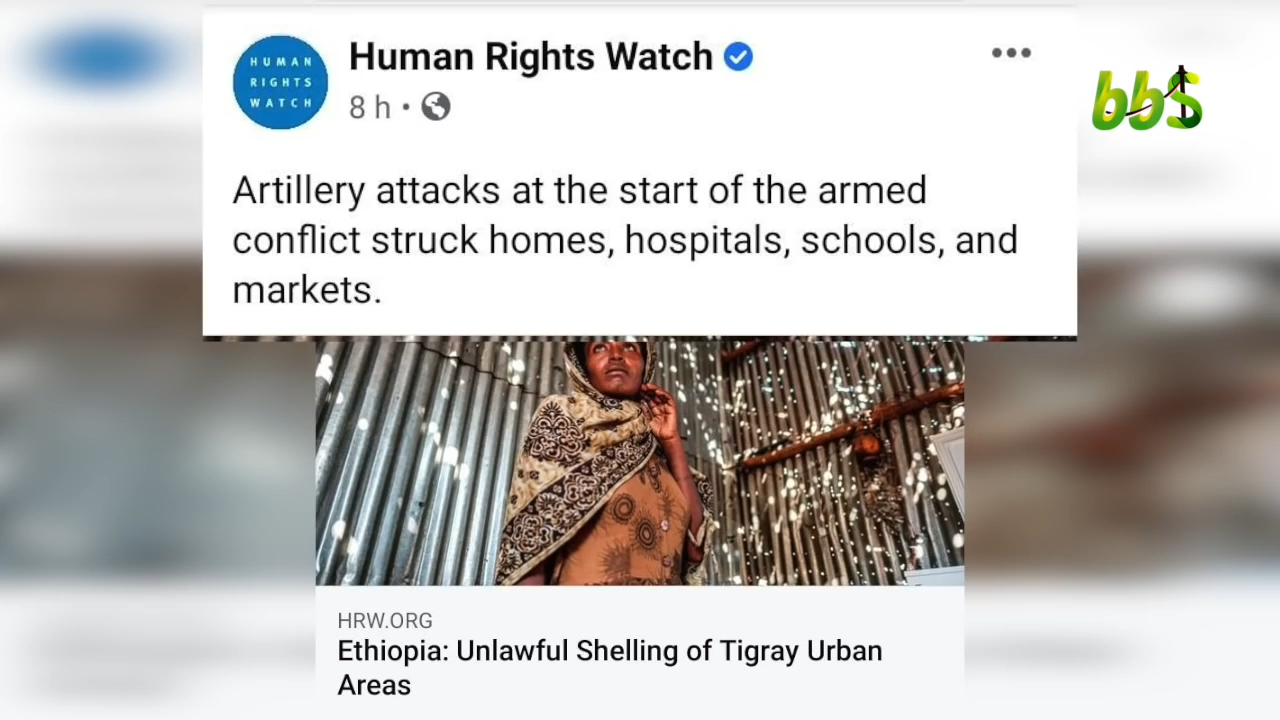 HUMAN
RIGHTS
WATCH
Human Rights Watch
8 h
bbS
Artillery attacks at the start of the armed
conflict struck homes, hospitals, schools, and
markets.
HRW.ORG
Ethiopia: Unlawful Shelling of Tigray Urban
Areas